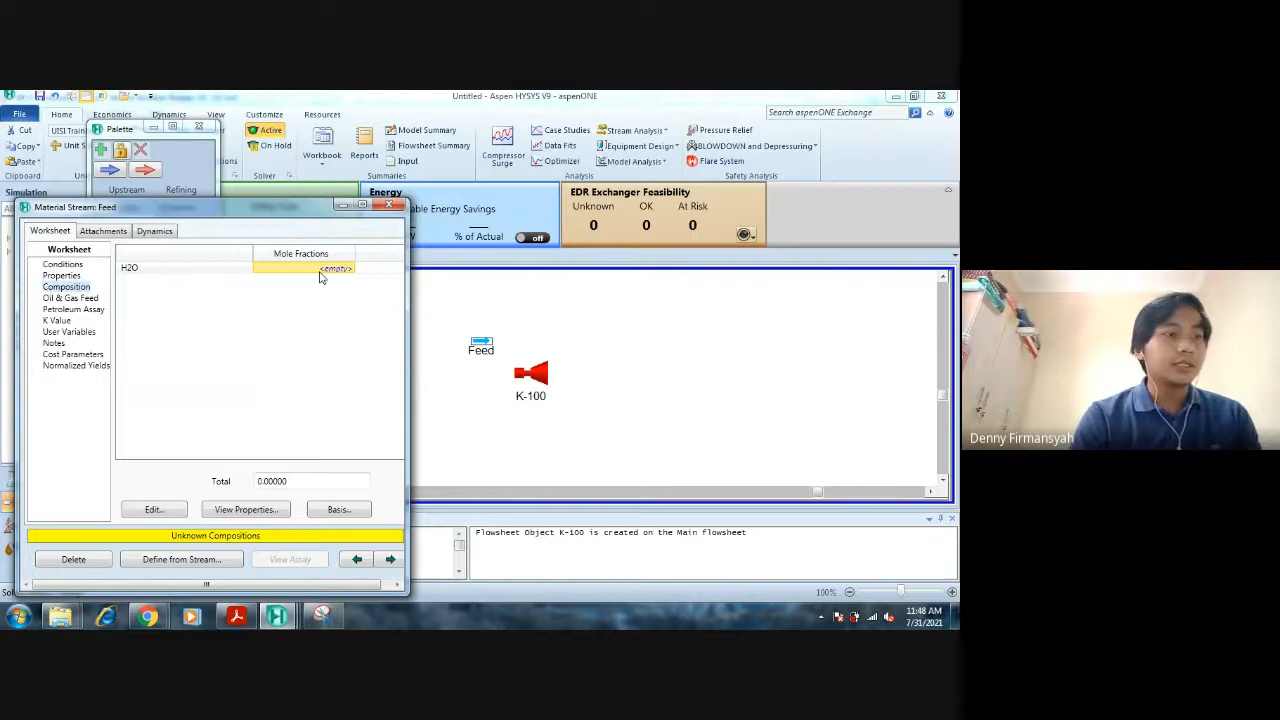 Untitled - Aspen HYSYS V9 - aspenONE
File Home Economics Dynamics View Customize Resources
Search aspenONE Exchange
Cut
Copy
Paste
UISI Train
Unit S
Palette
Upstream Refining
Active
On Hold
Solver
Workbook
Reports
Model Summary
Flowsheet Summary
Input
Summaries
Compressor
Surge
Case Studies
Data Fits
Optimizer
Stream Analysis
Equipment Design
Model Analysis
Analysis
Pressure Relief
BLOWDOWN and Depressuring
Flare System
Safety Analysis
Simulation
Energy
able Energy Savings
% of Actual off
EDR Exchanger Feasibility
Unknown OK At Risk
0 0 0
Material Stream: Feed
Worksheet Attachments Dynamics
Worksheet
Conditions
Properties
Composition
Oil & Gas Feed
Petroleum Assay
K Value
User Variables
Notes
Cost Parameters
Normalized Yields
Mole Fractions
H2O <empty>
Total 0.00000
Edit... View Properties... Basis...
Unknown Compositions
Delete Define from Stream... View Assay
Feed
K-100
Flowsheet Object K-100 is created on the Main flowsheet
100%
11:48 AM
7/31/2021
Denny Firmansyah